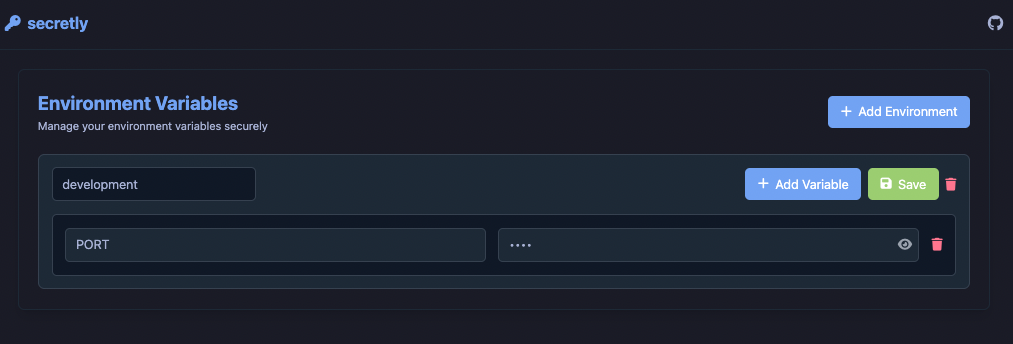 secretly
Environment Variables
Manage your environment variables securely
+ Add Environment
development
+ Add Variable
Save
PORT
••••